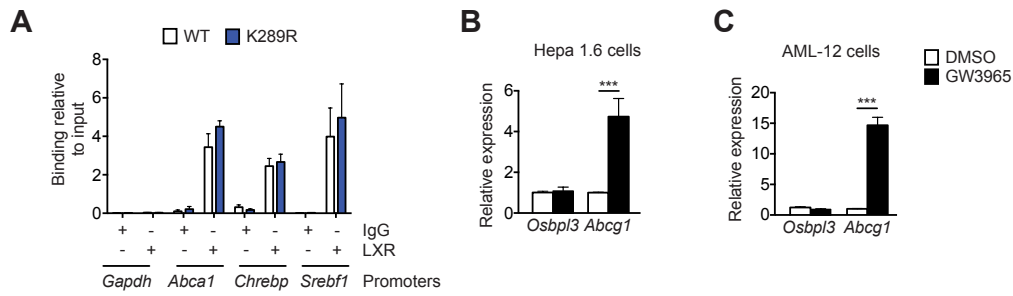 A
WT K289R
Binding relative
to input
8
6
4
2
0
+ - + - + - + - IgG
- + - + - + - + LXR
Gapdh Abca1 Chrebp Srebf1 Promoters
B
Hepa 1.6 cells
Relative expression
6
4
2
0
***
Osbpl3 Abcg1
C
AML-12 cells
DMSO
GW3965
Relative expression
20
15
10
5
0
***
Osbpl3 Abcg1